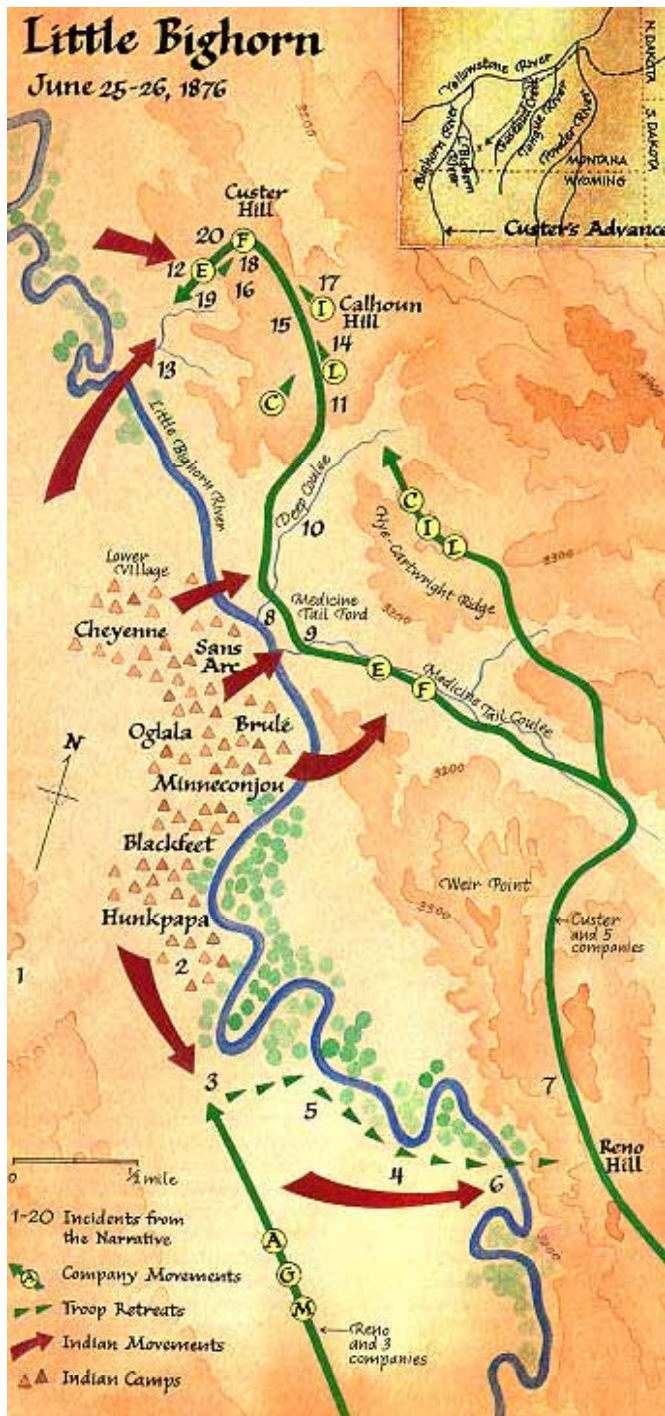 Little Bighorn
June 25-26, 1876
Yellowstone River
Bighorn River
L. Bighorn River
Rosebud Creek
Tongue River
Powder River
N. DAKOTA
S. DAKOTA
MONTANA
WYOMING
Custer's Advance
3200
Custer Hill
20
F
12
E
18
16
19
17
I
Calhoun Hill
15
14
L
C
11
13
Little Bighorn River
Deep Coulee
10
C
I
L
Nye-Cartwright Ridge
3300
3200
Lower Village
Cheyenne
Sans Arc
8
Medicine Tail Ford
9
E
F
Medicine Tail Coulee
Oglala
Brulé
Minneconjou
N
3200
Blackfeet
Weir Point
3300
Hunkpapa
Custer and 5 companies
1
2
3
5
7
4
6
Reno Hill
0
½ mile
A
G
M
Reno and 3 companies
1-20 Incidents from the Narrative
A Company Movements
Troop Retreats
Indian Movements
Indian Camps